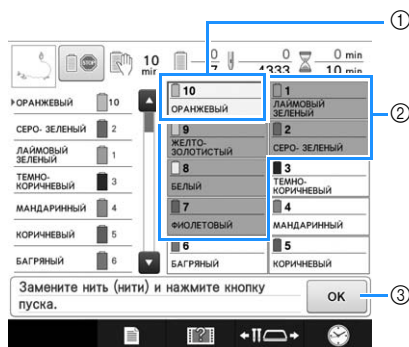 ①
10
min
0
7
0
4333
0 min
10 min
ОРАНЖЕВЫЙ 10
СЕРО- ЗЕЛЕНЫЙ 2
ЛАЙМОВЫЙ
ЗЕЛЕНЫЙ 1
ТЕМНО-
КОРИЧНЕВЫЙ 3
МАНДАРИННЫЙ 4
КОРИЧНЕВЫЙ 5
БАГРЯНЫЙ 6
10
ОРАНЖЕВЫЙ
9
ЖЕЛТО-
ЗОЛОТИСТЫЙ
8
БЕЛЫЙ
7
ФИОЛЕТОВЫЙ
6
БАГРЯНЫЙ
1
ЛАЙМОВЫЙ
ЗЕЛЕНЫЙ
2
СЕРО- ЗЕЛЕНЫЙ
3
ТЕМНО-
КОРИЧНЕВЫЙ
4
МАНДАРИННЫЙ
5
КОРИЧНЕВЫЙ
②
Замените нить (нити) и нажмите кнопку
пуска.
OK
③